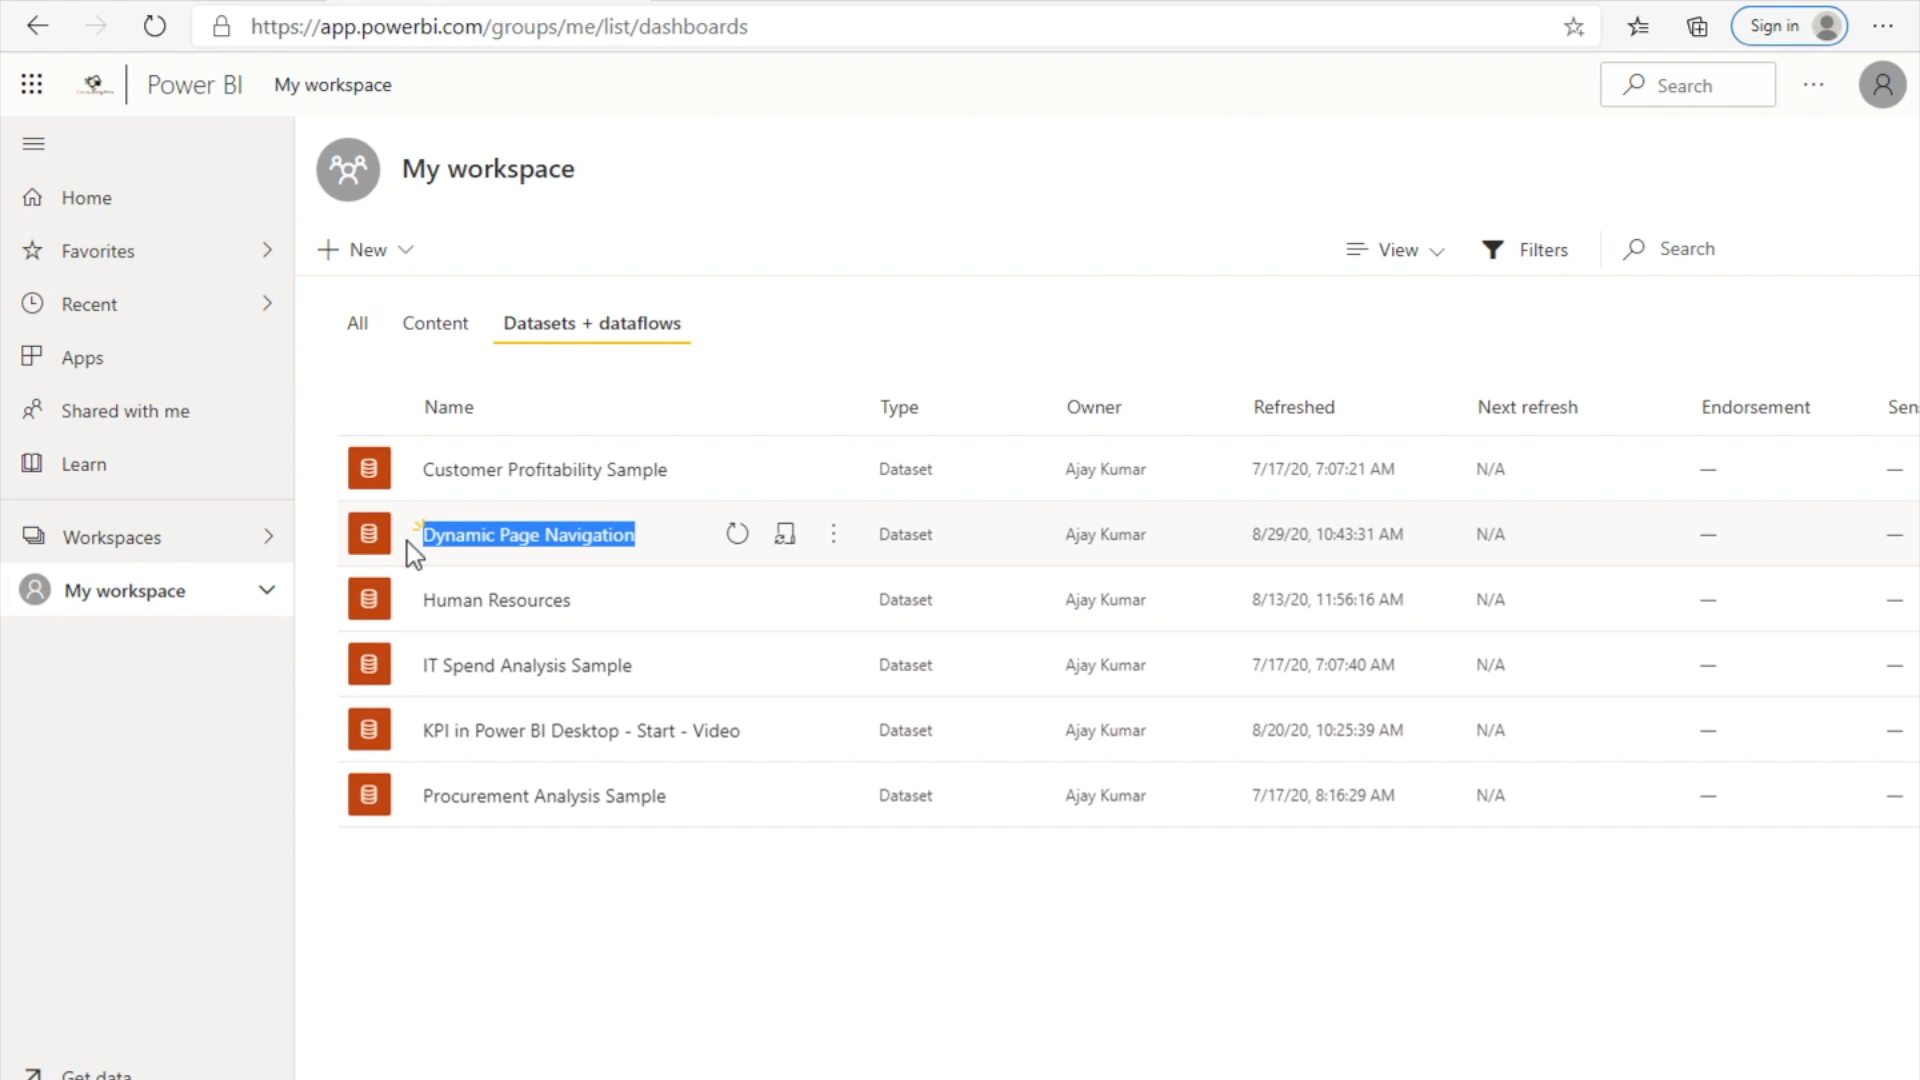 https://app.powerbi.com/groups/me/list/dashboards
Sign in
Power BI
My workspace
Search
My workspace
Home
Favorites
Recent
Apps
Shared with me
Learn
Workspaces
My workspace
Get data
New
View
Filters
Search
All
Content
Datasets + dataflows
Name Type Owner Refreshed Next refresh Endorsement Sens
Customer Profitability Sample Dataset Ajay Kumar 7/17/20, 7:07:21 AM N/A — —
Dynamic Page Navigation Dataset Ajay Kumar 8/29/20, 10:43:31 AM N/A — —
Human Resources Dataset Ajay Kumar 8/13/20, 11:56:16 AM N/A — —
IT Spend Analysis Sample Dataset Ajay Kumar 7/17/20, 7:07:40 AM N/A — —
KPI in Power BI Desktop - Start - Video Dataset Ajay Kumar 8/20/20, 10:25:39 AM N/A — —
Procurement Analysis Sample Dataset Ajay Kumar 7/17/20, 8:16:29 AM N/A — —